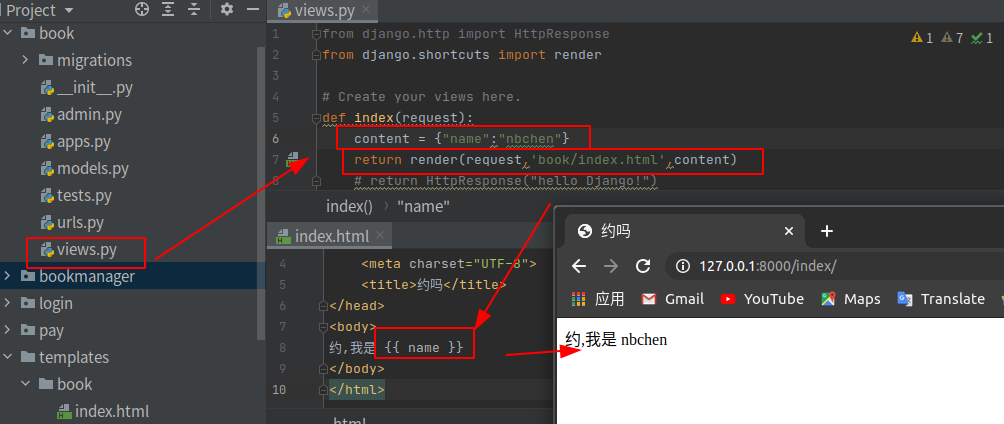 Project
book
migrations
__init__.py
admin.py
apps.py
models.py
tests.py
urls.py
views.py
bookmanager
login
pay
templates
book
index.html
views.py
1 from django.http import HttpResponse
2 from django.shortcuts import render
3
4 # Create your views here.
5 def index(request):
6 content = {"name":"nbchen"}
7 return render(request,'book/index.html',content)
8 # return HttpResponse("hello Django!")
1 7 1
index() › "name"
index.html
4 <meta charset="UTF-8">
5 <title>约吗</title>
6 </head>
7 <body>
8 约,我是 {{ name }}
9 </body>
10 </html>
html
约吗
127.0.0.1:8000/index/
应用 Gmail YouTube Maps Translate
约,我是 nbchen